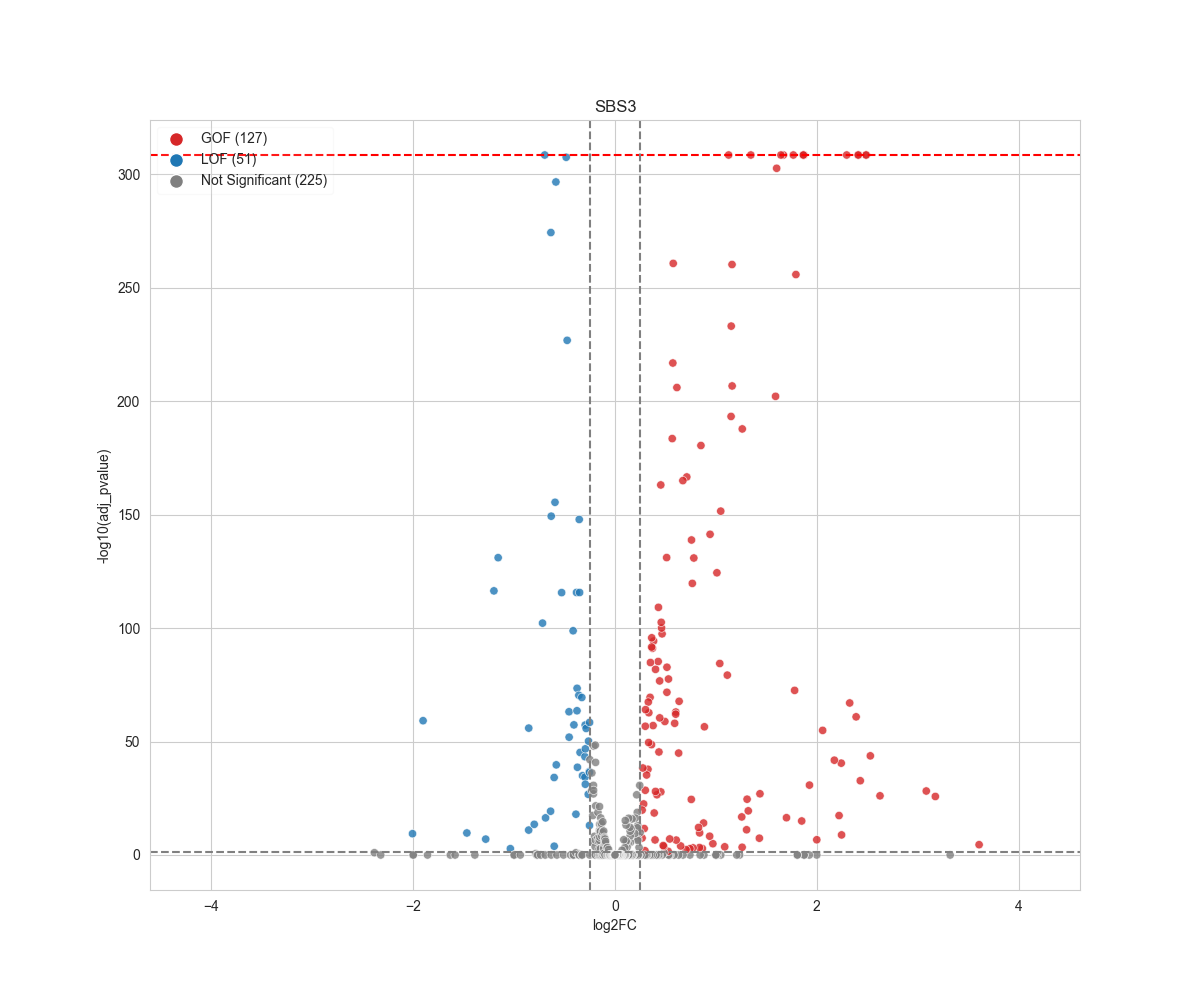 SBS3
GOF (127)
LOF (51)
Not Significant (225)
300
250
200
150
100
50
0
-log10(adj_pvalue)
−4
−2
0
2
4
log2FC